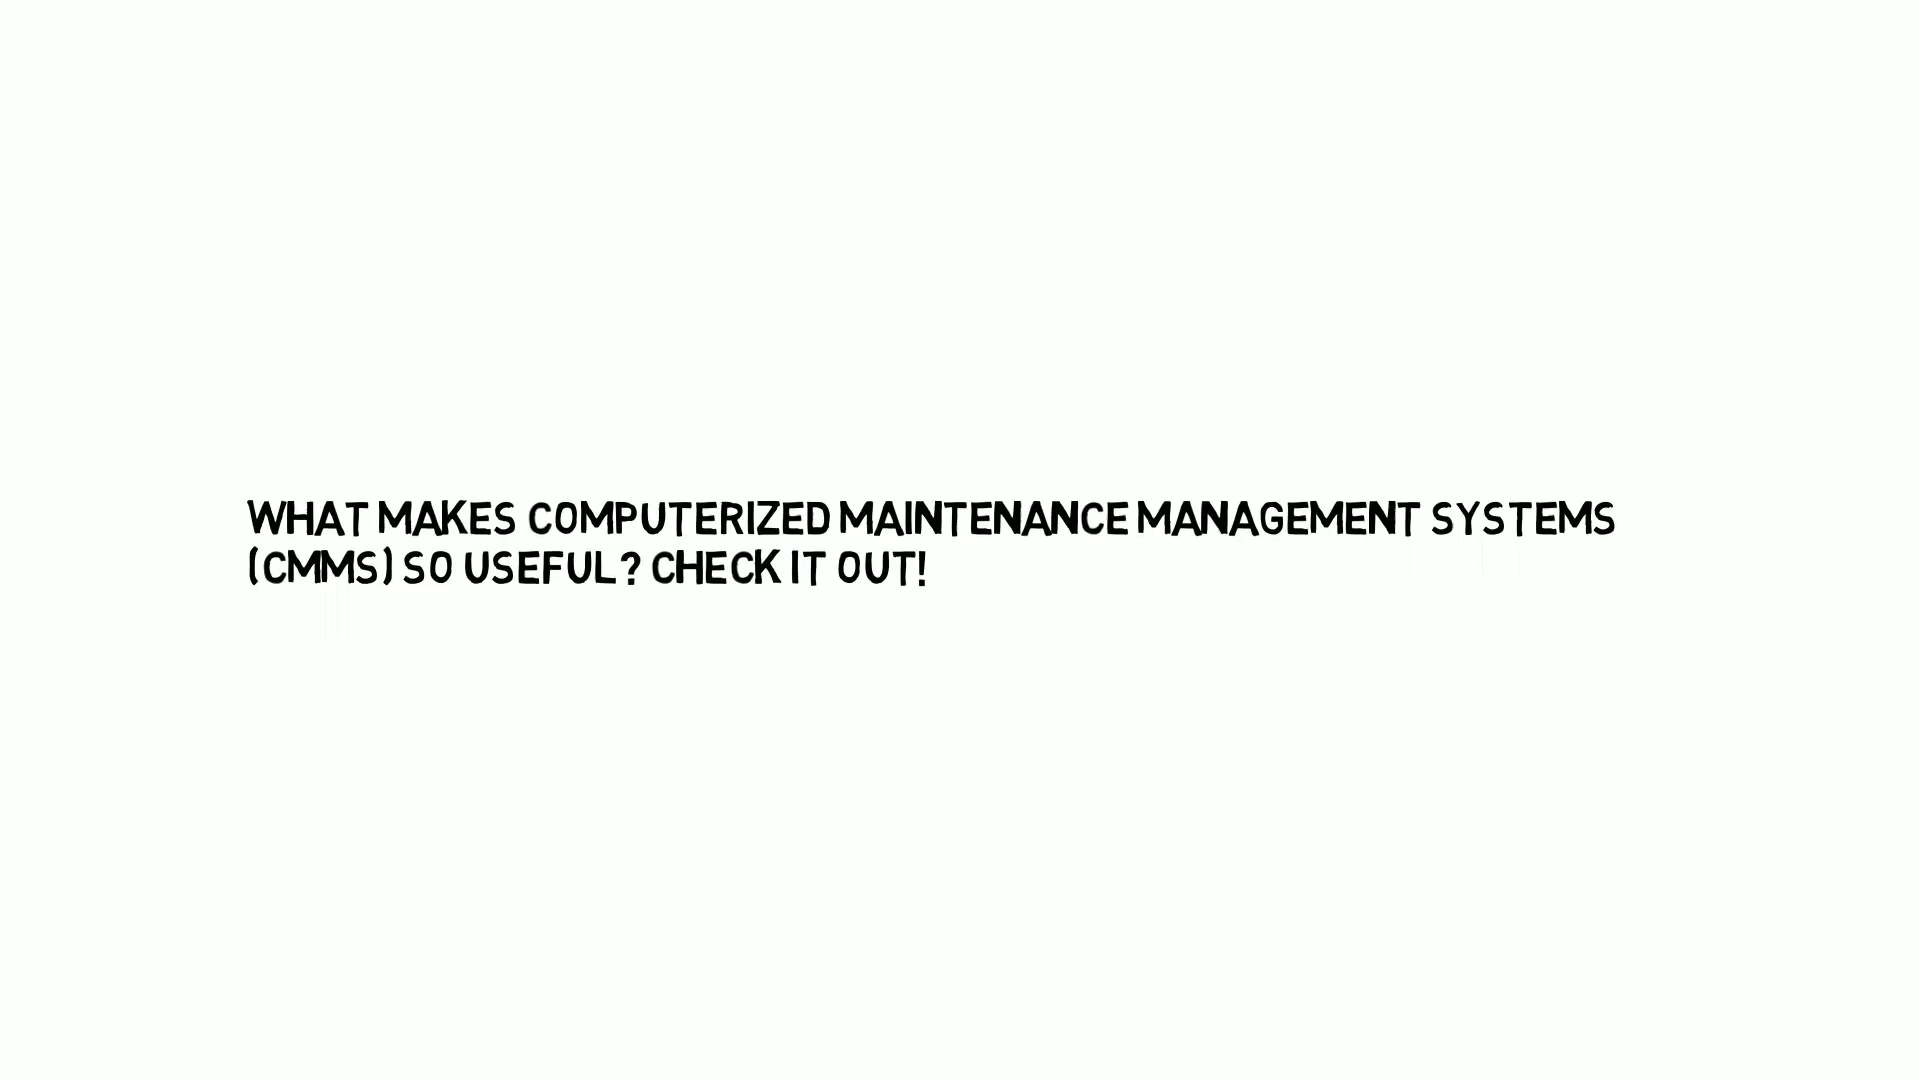 WHAT MAKES COMPUTERIZED MAINTENANCE MANAGEMENT SYSTEMS
(CMMS) SO USEFUL? CHECK IT OUT!